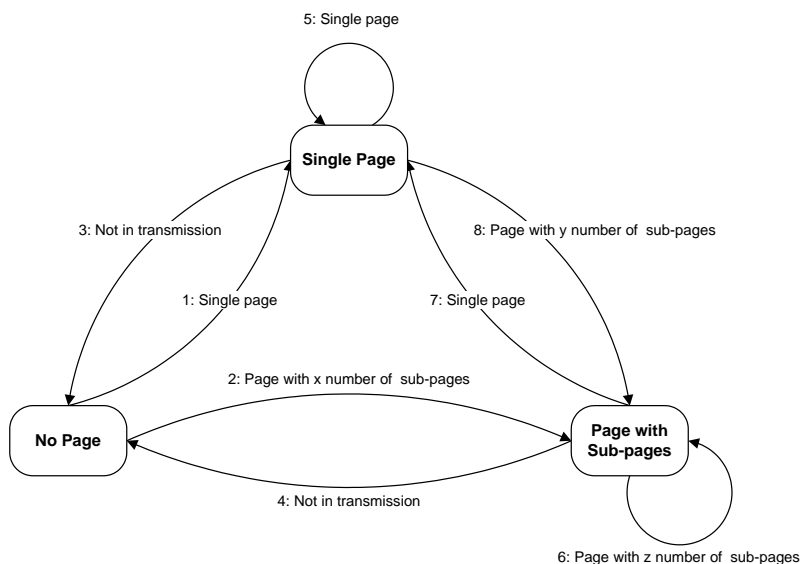 5: Single page
Single Page
3: Not in transmission
8: Page with y number of sub-pages
1: Single page
7: Single page
2: Page with x number of sub-pages
No Page
Page with
Sub-pages
4: Not in transmission
6: Page with z number of sub-pages